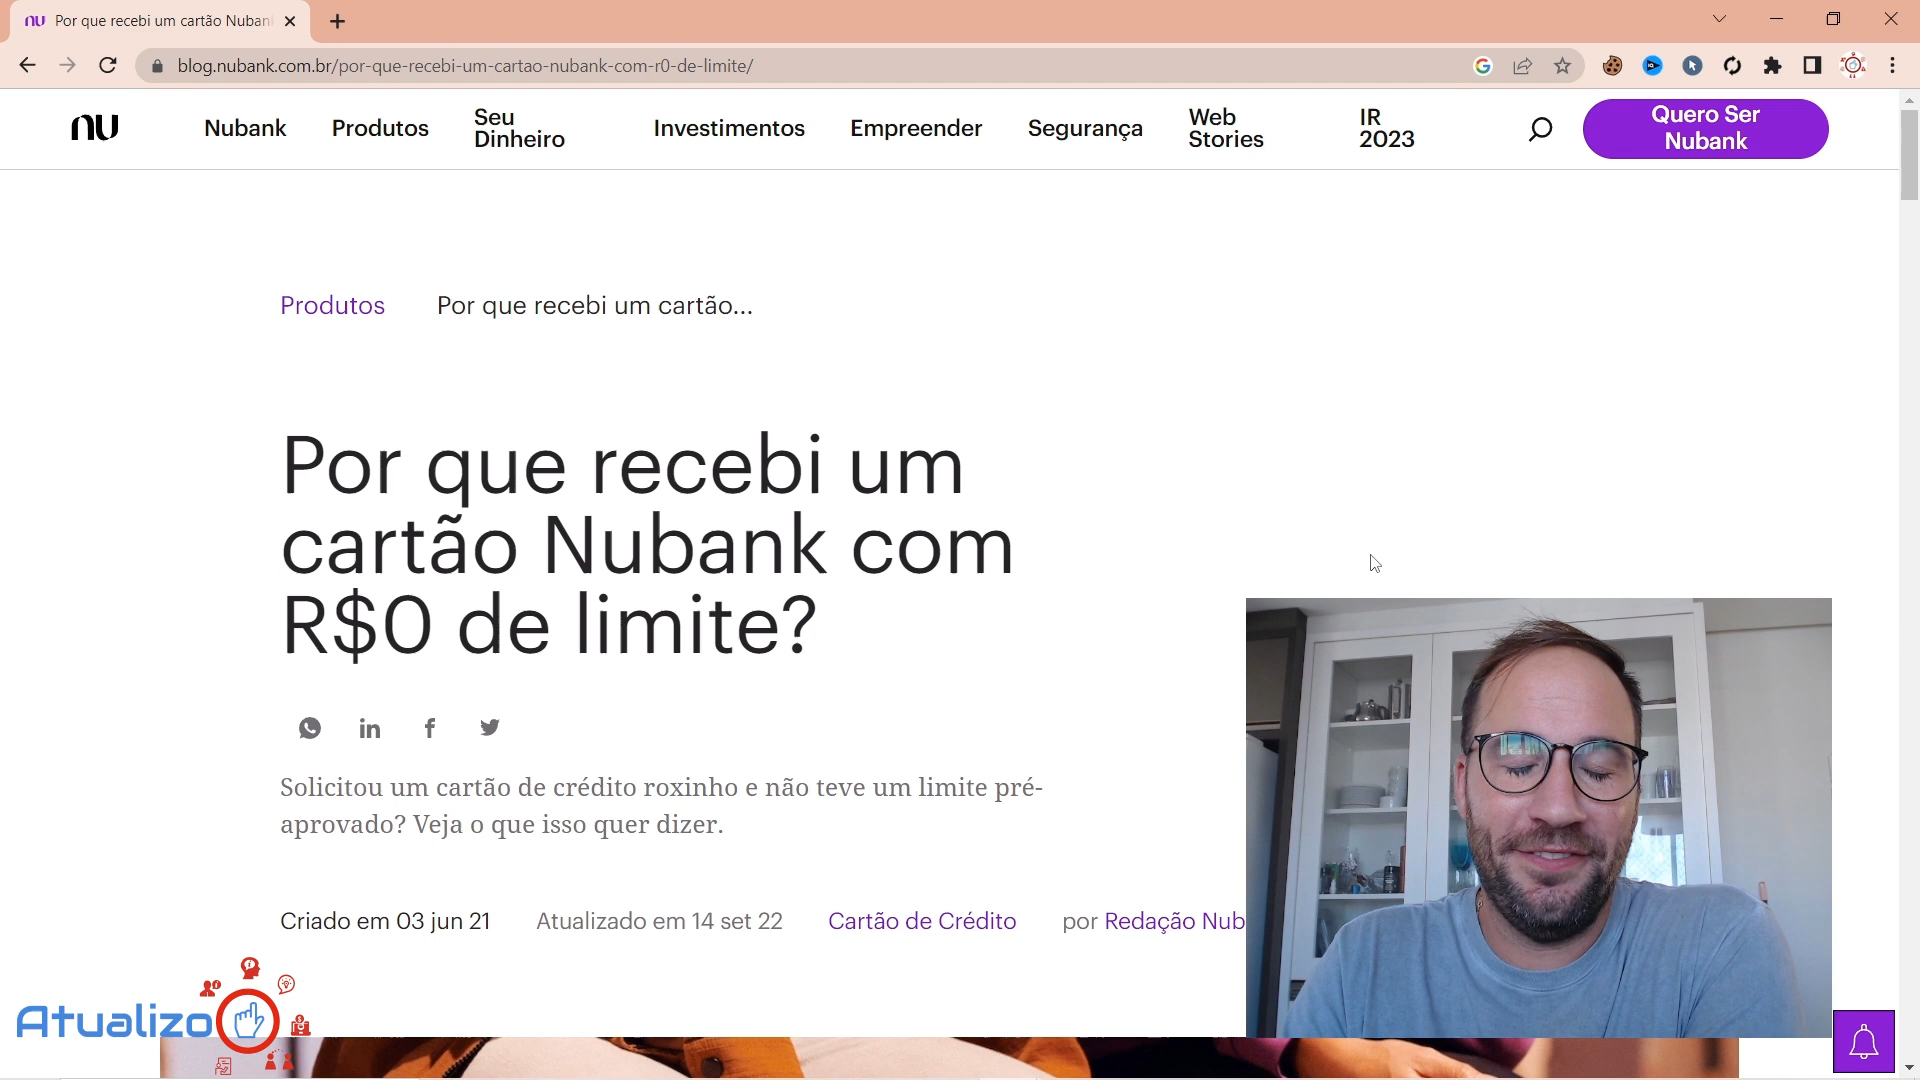 nu Por que recebi um cartão Nuban
blog.nubank.com.br/por-que-recebi-um-cartao-nubank-com-r0-de-limite/
nu
Nubank
Produtos
Seu
Dinheiro
Investimentos
Empreender
Segurança
Web
Stories
IR
2023
Quero Ser
Nubank
Produtos
Por que recebi um cartão...
Por que recebi um
cartão Nubank com
R$0 de limite?
Solicitou um cartão de crédito roxinho e não teve um limite pré-
aprovado? Veja o que isso quer dizer.
Criado em 03 jun 21
Atualizado em 14 set 22
Cartão de Crédito
por Redação Nub
Atualizo